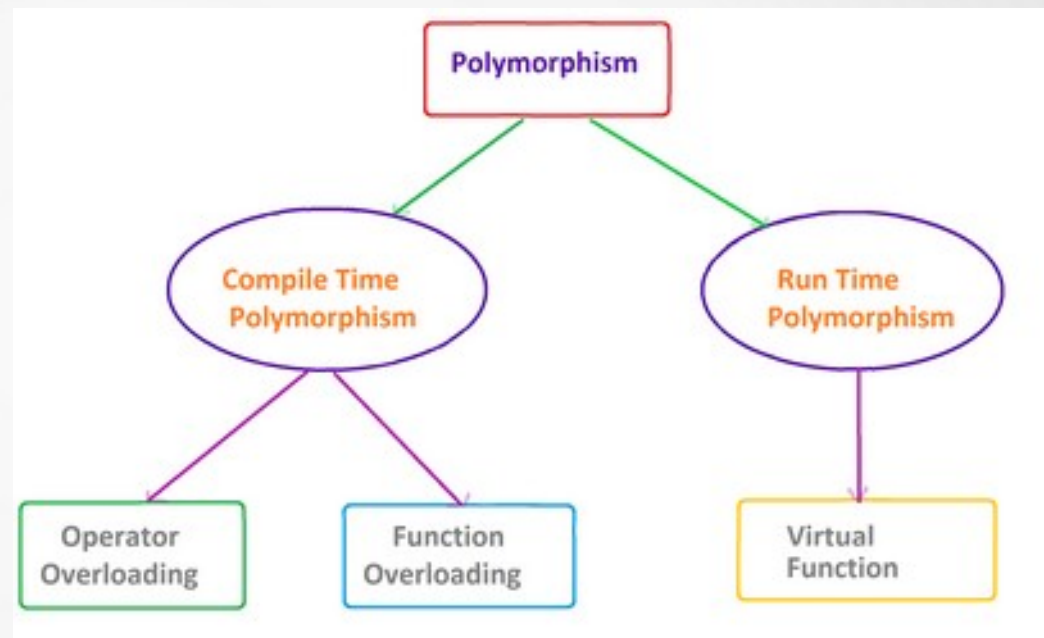 Polymorphism
Compile Time
Polymorphism
Run Time
Polymorphism
Operator
Overloading
Function
Overloading
Virtual
Function